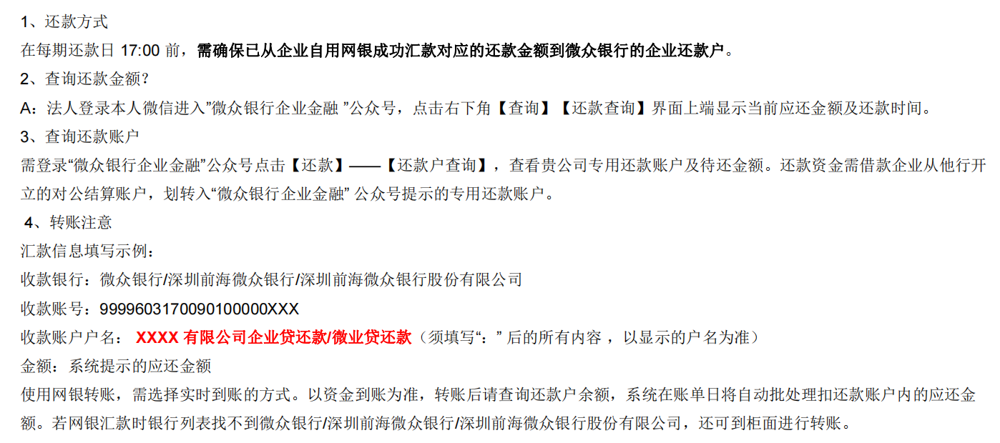 1、还款方式
在每期还款日 17:00 前，需确保已从企业自用网银成功汇款对应的还款金额到微众银行的企业还款户。
2、查询还款金额？
A：法人登录本人微信进入”微众银行企业金融 ”公众号，点击右下角【查询】【还款查询】界面上端显示当前应还金额及还款时间。
3、查询还款账户
需登录“微众银行企业金融”公众号点击【还款】——【还款户查询】，查看贵公司专用还款账户及待还金额。还款资金需借款企业从他行开
立的对公结算账户，划转入“微众银行企业金融” 公众号提示的专用还款账户。
4、转账注意
汇款信息填写示例：
收款银行：微众银行/深圳前海微众银行/深圳前海微众银行股份有限公司
收款账号：9999603170090100000XXX
收款账户户名： XXXX 有限公司企业贷还款/微业贷还款（须填写“：” 后的所有内容 ，以显示的户名为准）
金额：系统提示的应还金额
使用网银转账，需选择实时到账的方式。以资金到账为准，转账后请查询还款户余额，系统在账单日将自动批处理扣还款账户内的应还金
额。若网银汇款时银行列表找不到微众银行/深圳前海微众银行/深圳前海微众银行股份有限公司，还可到柜面进行转账。